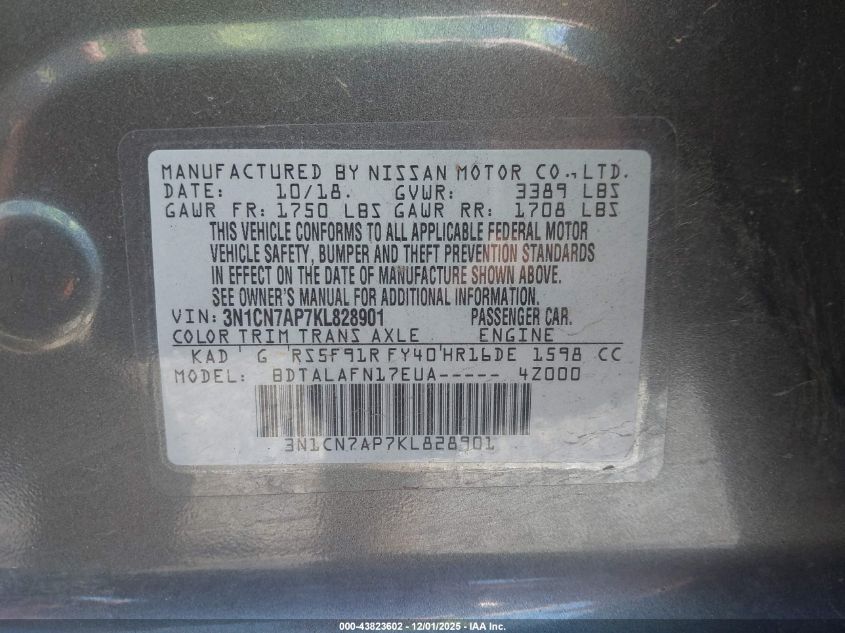 MANUFACTURED BY NISSAN MOTOR CO.,LTD.
DATE: 10/18. GVWR: 3389 LBS
GAWR FR: 1750 LBS GAWR RR: 1708 LBS
THIS VEHICLE CONFORMS TO ALL APPLICABLE FEDERAL MOTOR
VEHICLE SAFETY, BUMPER AND THEFT PREVENTION STANDARDS
IN EFFECT ON THE DATE OF MANUFACTURE SHOWN ABOVE.
SEE OWNER'S MANUAL FOR ADDITIONAL INFORMATION.
VIN: 3N1CN7AP7KL828901 PASSENGER CAR.
COLOR TRIM TRANS AXLE ENGINE
KAD G RS5F91R FY40 HR16DE 1598 CC
MODEL: BDTALAFN17EUA----- 4Z000
3N1CN7AP7KL828901
000-43823602 - 12/01/2025 - IAA Inc.